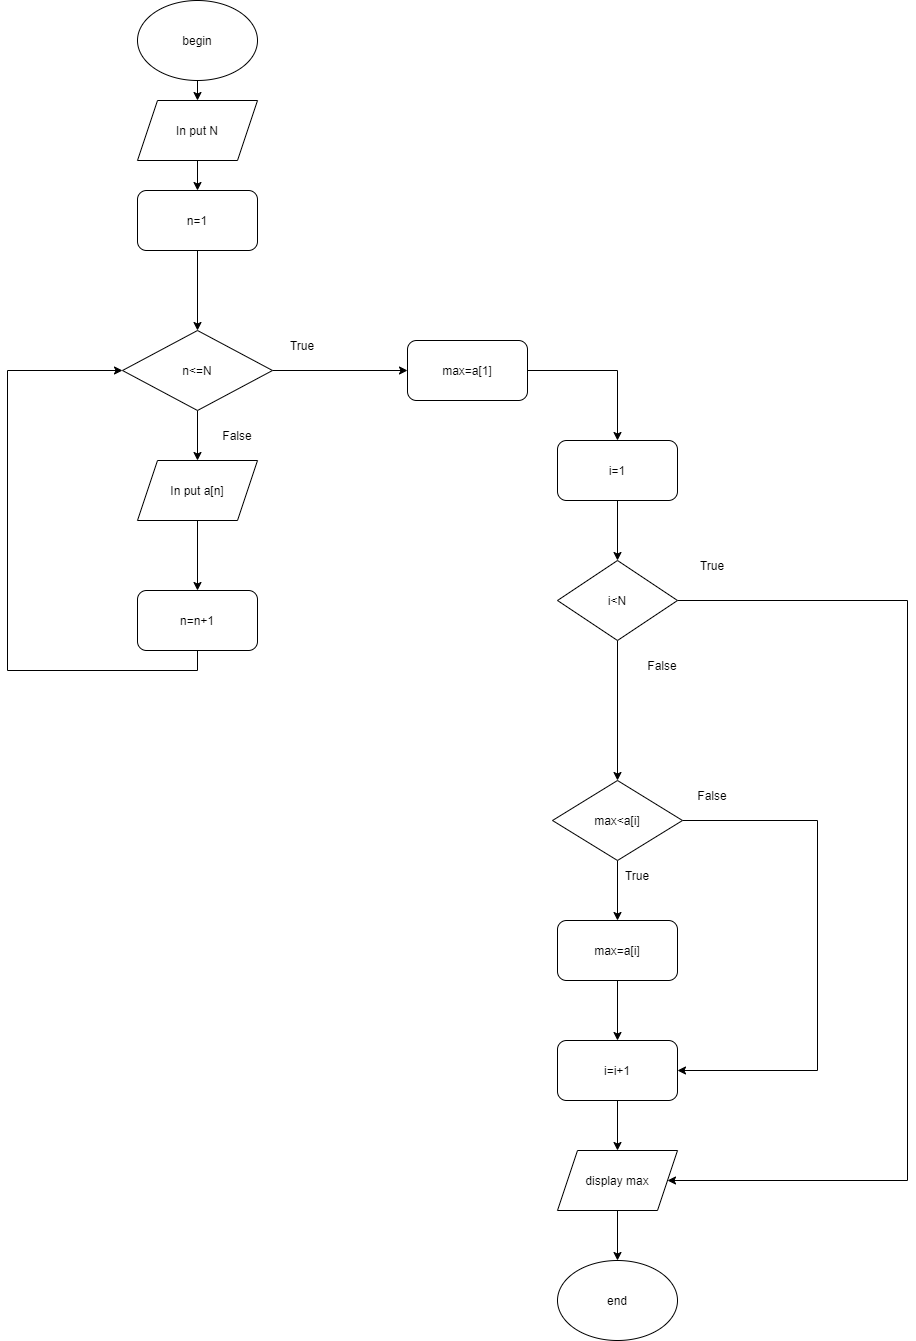 begin
In put N
n=1
n<=N
True
max=a[1]
False
In put a[n]
n=n+1
i=1
i<N
True
False
max<a[i]
False
True
max=a[i]
i=i+1
display max
end